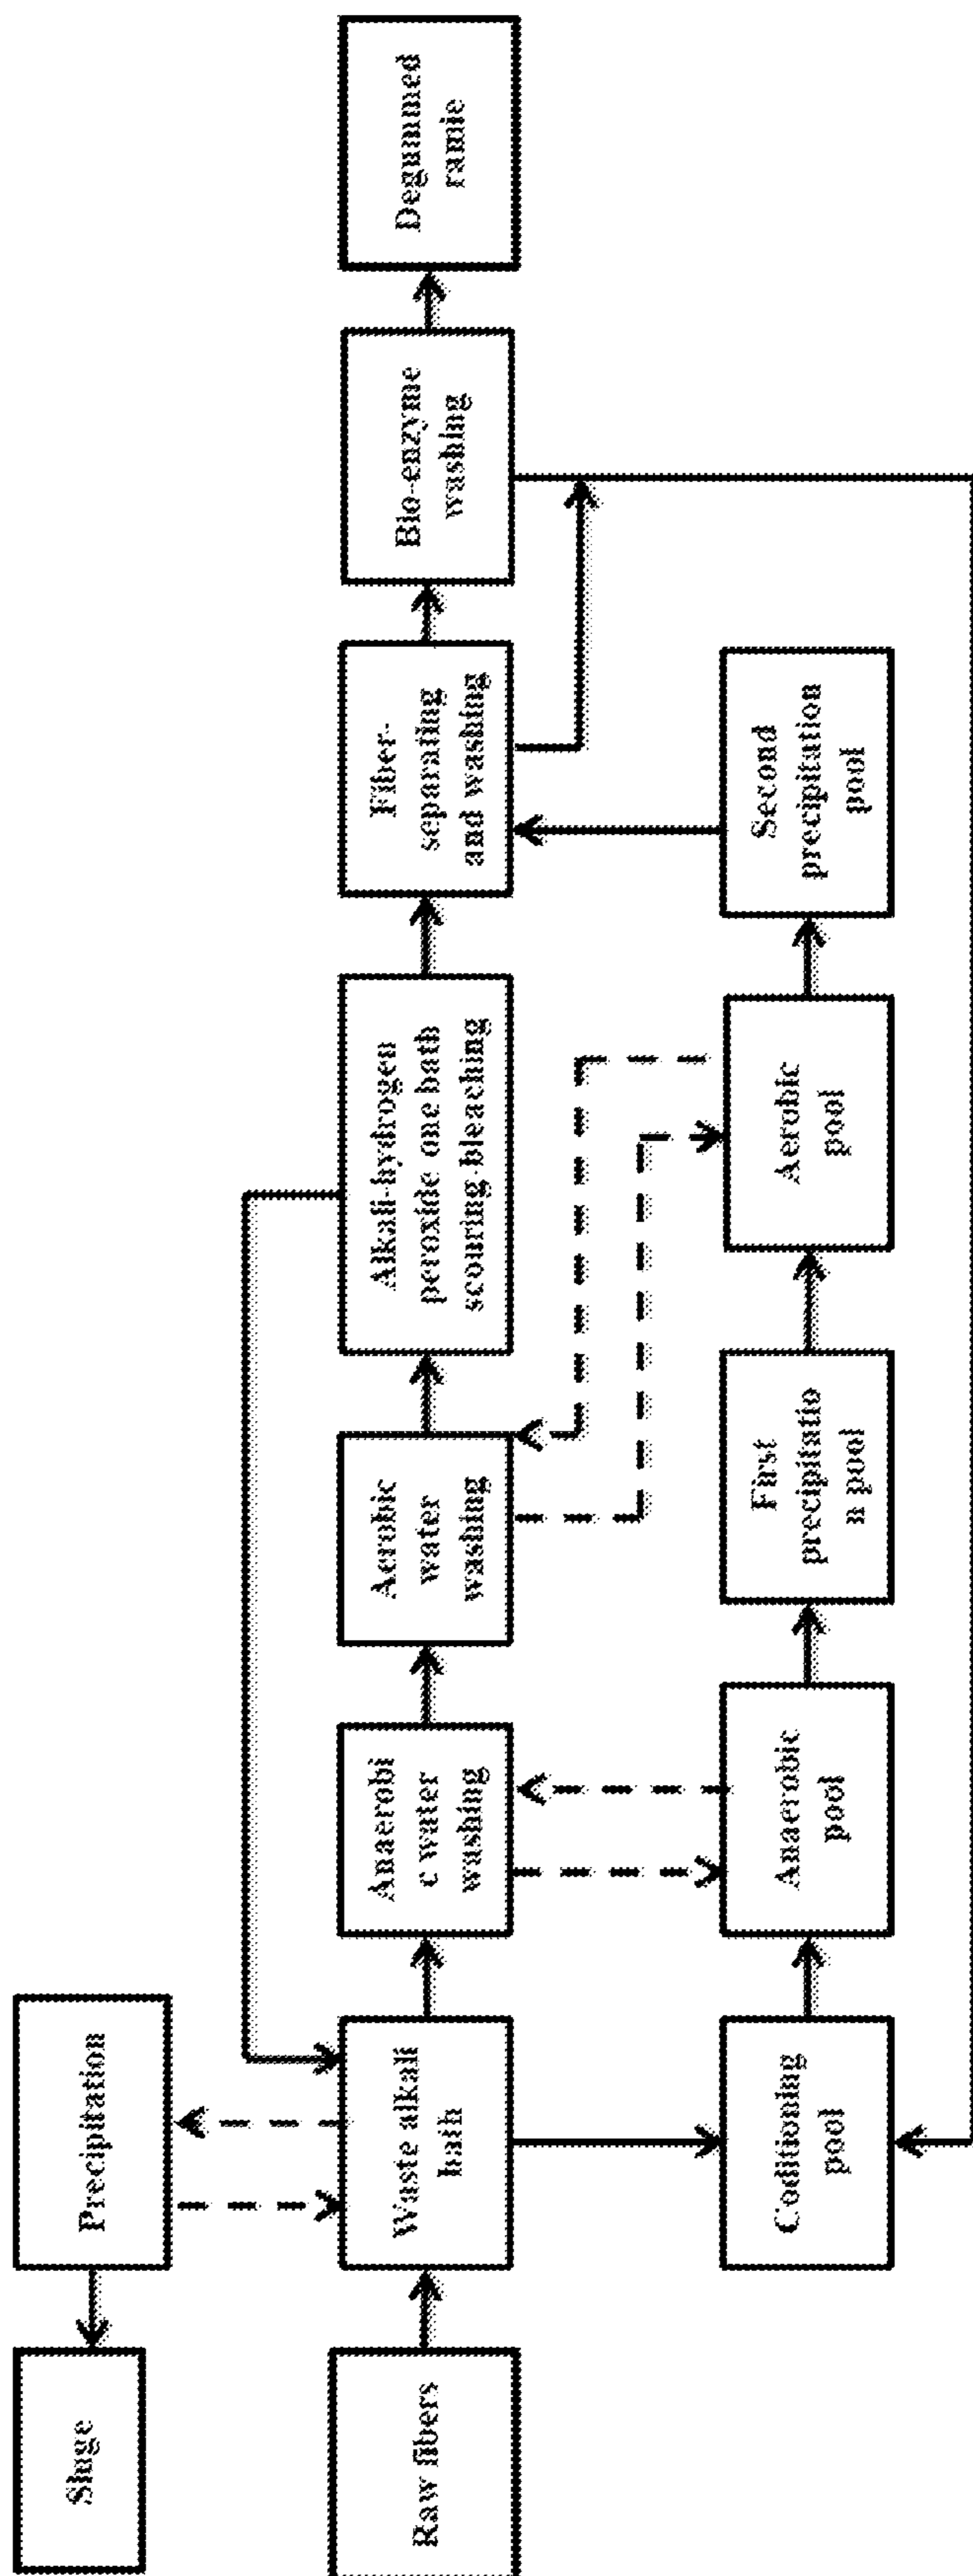 Sluge
Precipitation
Raw fibers
Waste alkali
bath
Anaerobi
c water
washing
Aerobic
water
washing
Alkali-hydrogen
peroxide one bath
scouring-bleaching
Fiber-
separating
and washing
Bio-enzyme
washing
Degummed
ramie
Coditioning
pool
Anaerobic
pool
First
precipitatio
n pool
Aerobic
pool
Second
precipitation
pool